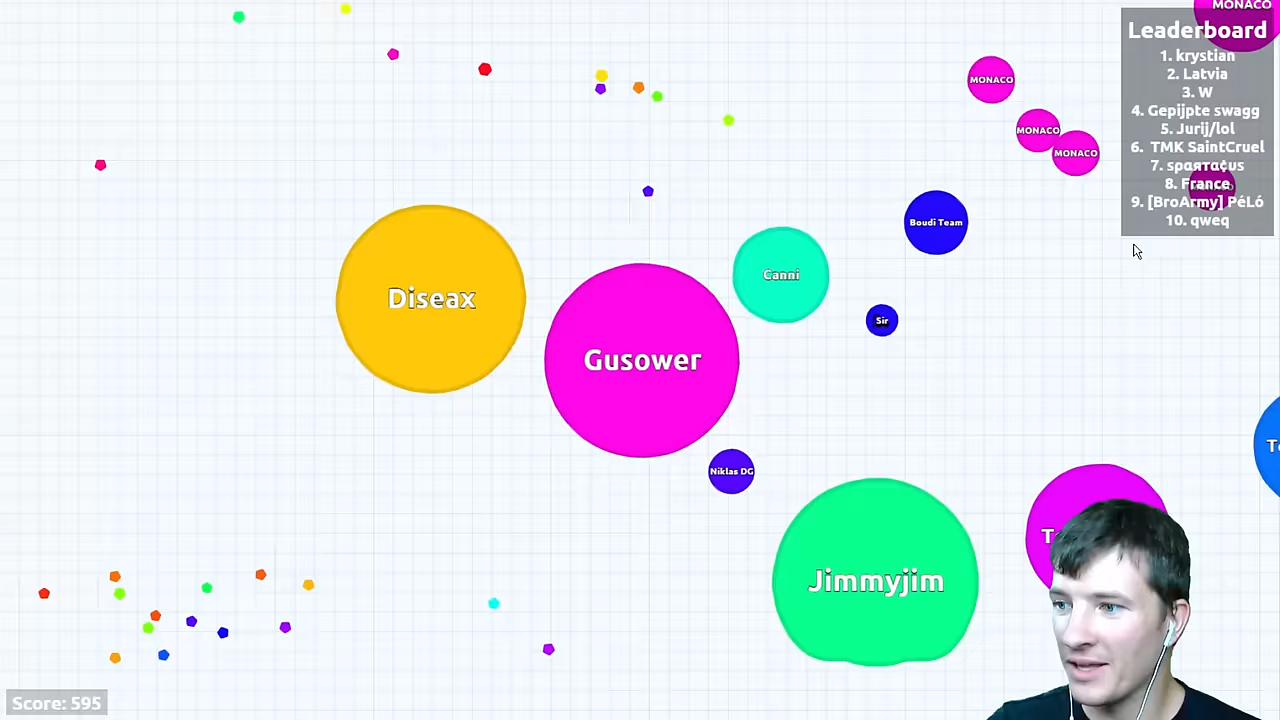 MONACO
Leaderboard
1. krystian
2. Latvia
3. W
4. Gepijpte swagg
5. Jurij/lol
6. TMK SaintCruel
7. sραятα¢υs
8. France
9. [BroArmy] PéLó
10. qweq
MONACO
MONACO
MONACO
Boudi Team
Canni
Diseax
Sir
Gusower
Niklas DG
Jimmyjim
Score: 595